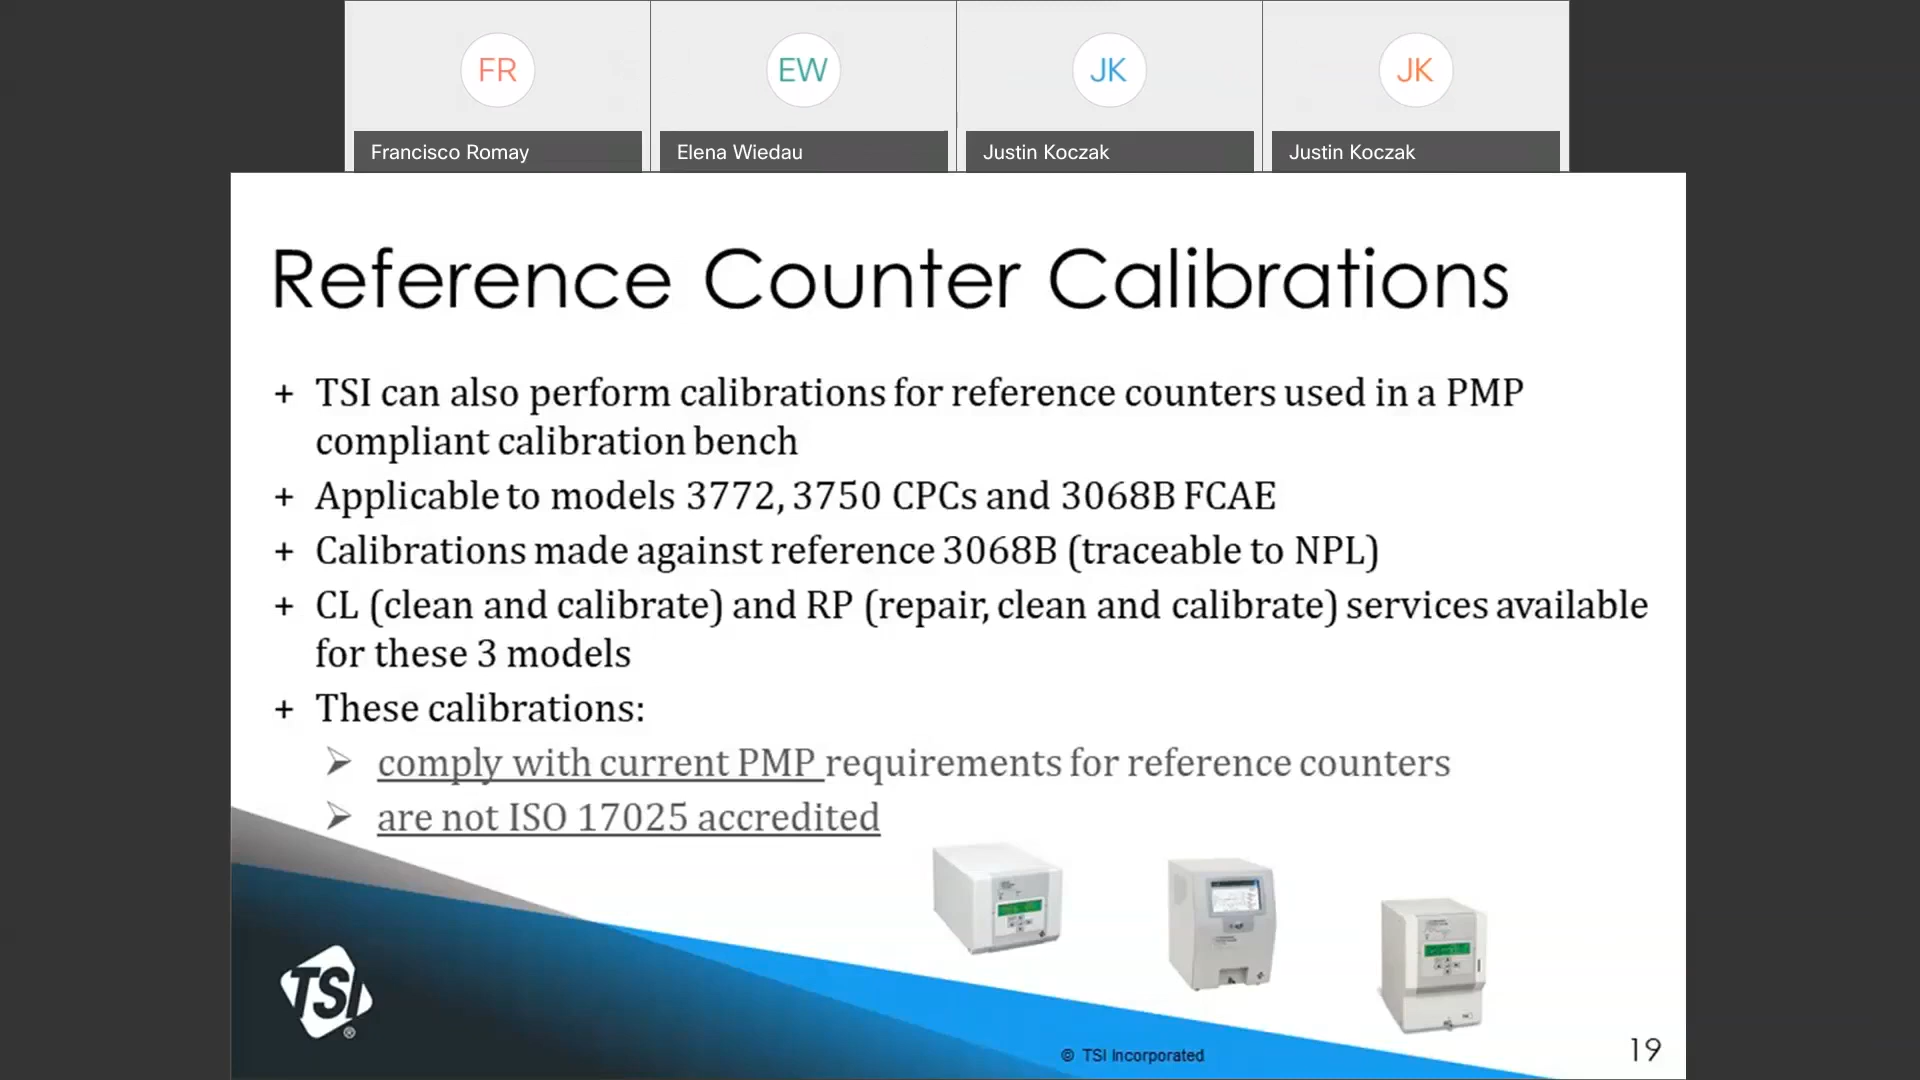 FR
EW
JK
JK
Francisco Romay
Elena Wiedau
Justin Koczak
Justin Koczak
Reference Counter Calibrations
+ TSI can also perform calibrations for reference counters used in a PMP
compliant calibration bench
+ Applicable to models 3772, 3750 CPCs and 3068B FCAE
+ Calibrations made against reference 3068B (traceable to NPL)
+ CL (clean and calibrate) and RP (repair, clean and calibrate) services available
for these 3 models
+ These calibrations:
➢ comply with current PMP requirements for reference counters
➢ are not ISO 17025 accredited
TSI®
© TSI Incorporated
19